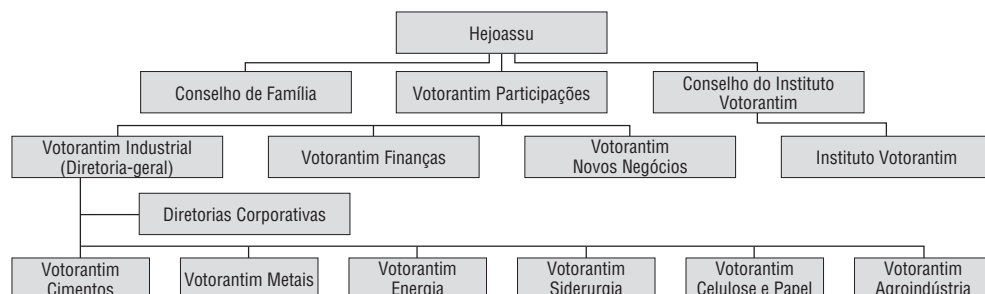 Hejoassu
Conselho de Família
Votorantim Participações
Conselho do Instituto
Votorantim
Votorantim Industrial
(Diretoria-geral)
Votorantim Finanças
Votorantim
Novos Negócios
Instituto Votorantim
Diretorias Corporativas
Votorantim
Cimentos
Votorantim Metais
Votorantim
Energia
Votorantim
Siderurgia
Votorantim
Celulose e Papel
Votorantim
Agroindústria